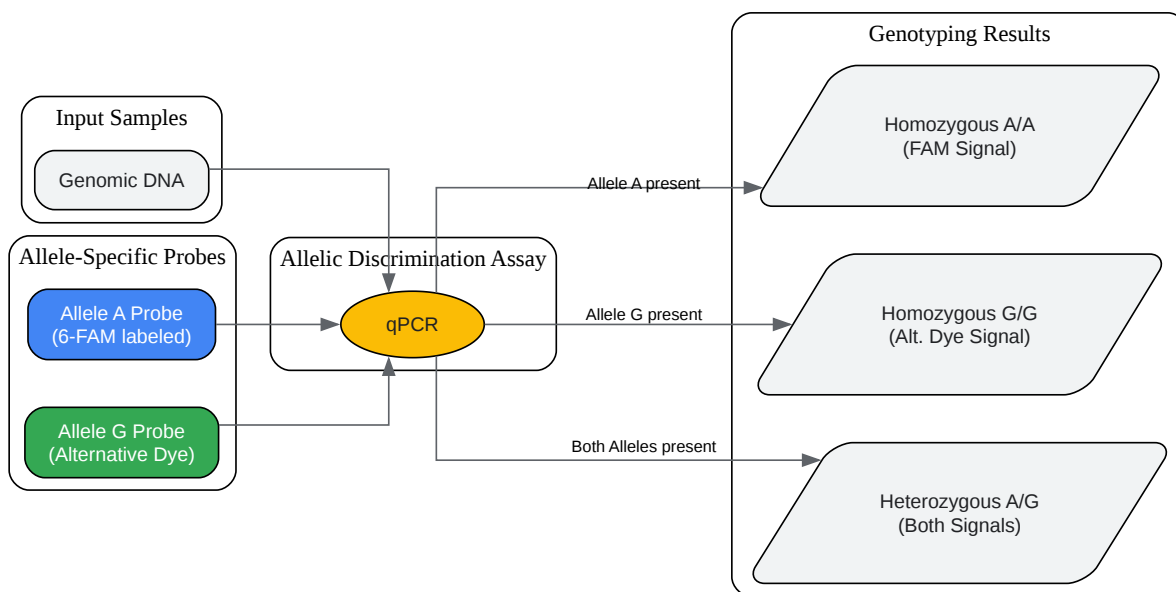 Input Samples
Genomic DNA
Allele-Specific Probes
Allele A Probe
(6-FAM labeled)
Allele G Probe
(Alternative Dye)
Allelic Discrimination Assay
qPCR
Allele A present
Allele G present
Both Alleles present
Genotyping Results
Homozygous A/A
(FAM Signal)
Homozygous G/G
(Alt. Dye Signal)
Heterozygous A/G
(Both Signals)